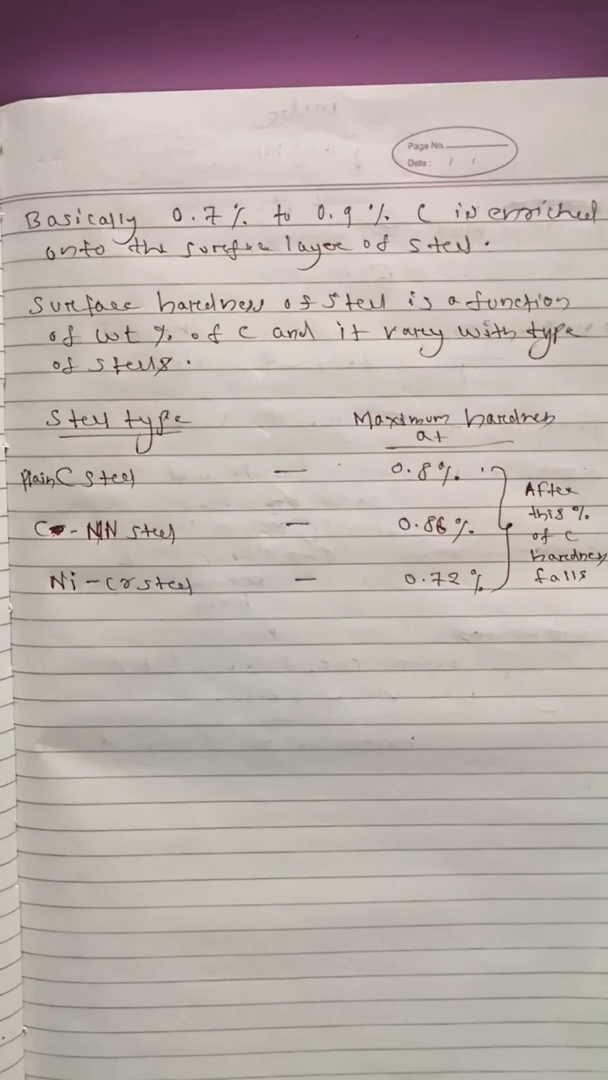 Page No.
Date: / /
Basically 0.7% to 0.9% C is enriched
onto the surface layer of steel.
Surface hardness of steel is a function
of wt % of C and it vary with type
of steels.
Steel type Maximum hardness
at
Plain C steel — 0.8%
steel — 0.86%
Ni-Cr steel — 0.72%
After
this %
of C
hardness
falls